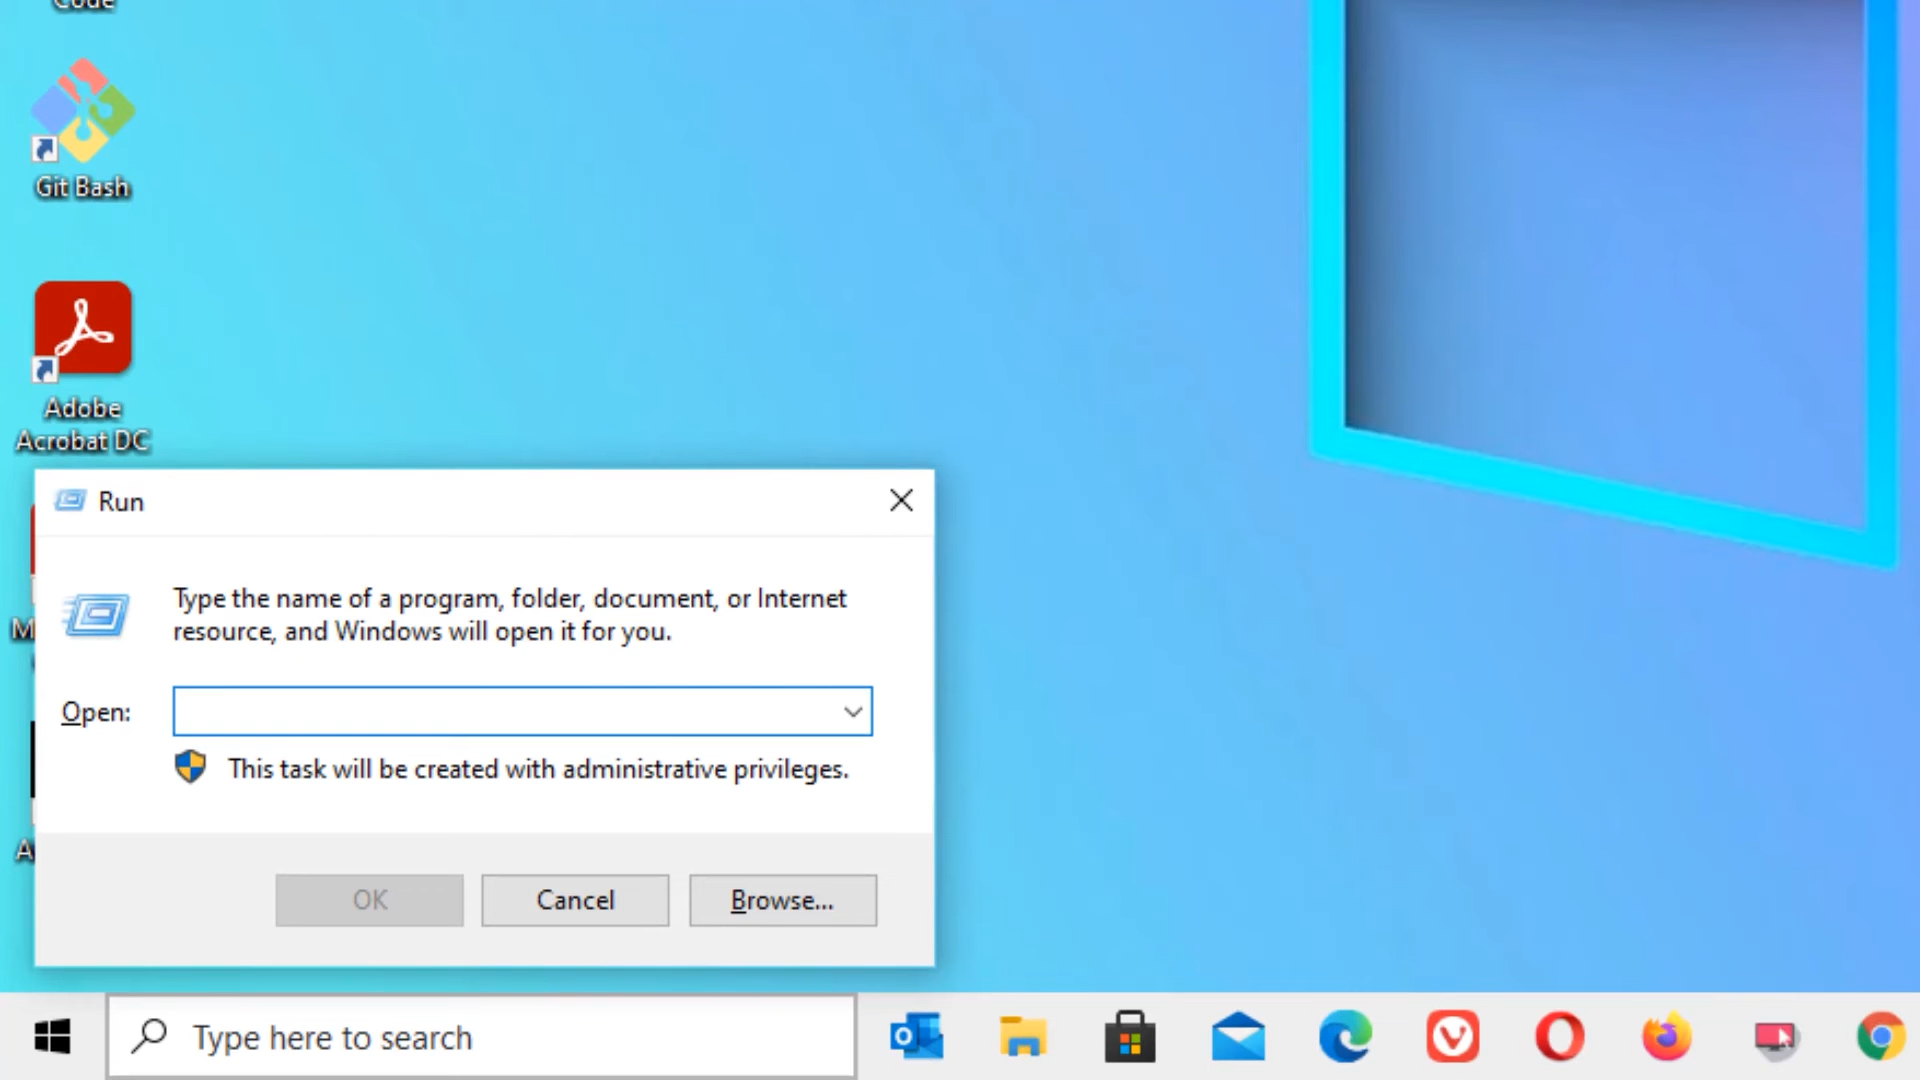 Code
Git Bash
Adobe
Acrobat DC
Run
Type the name of a program, folder, document, or Internet
resource, and Windows will open it for you.
Open:
This task will be created with administrative privileges.
OK
Cancel
Browse...
Type here to search